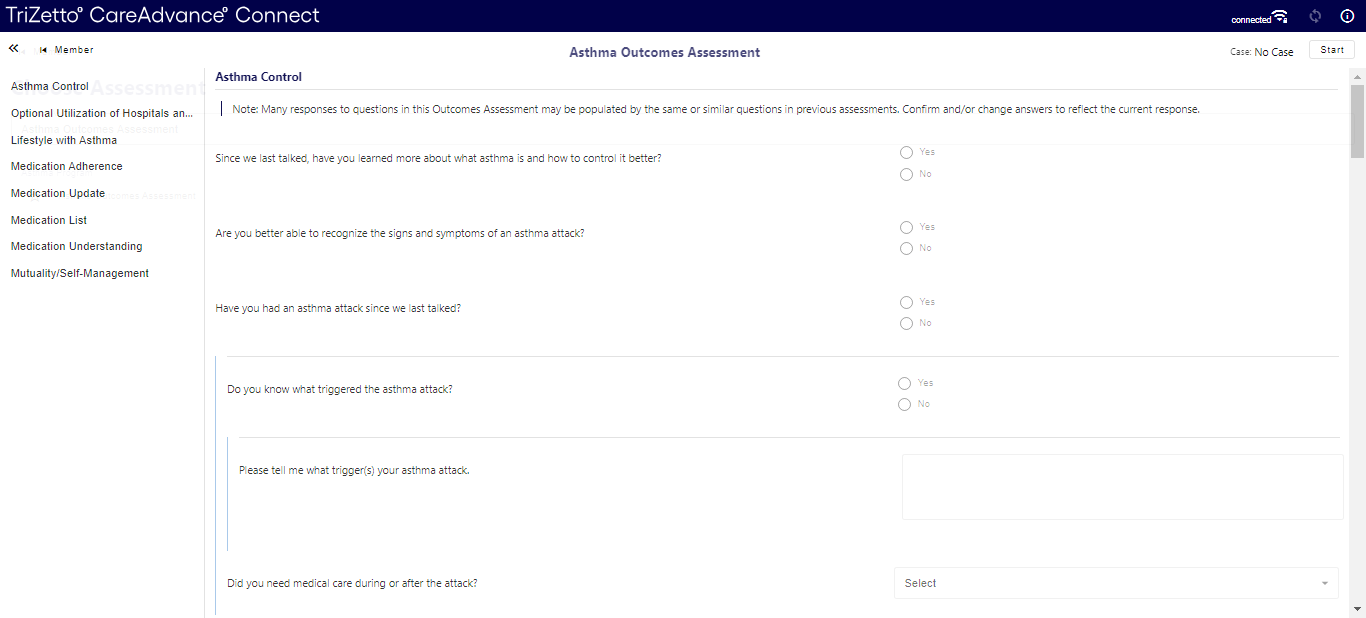 TriZetto® CareAdvance® Connect
connected
Member
Asthma Outcomes Assessment
Case: No Case
Start
Asthma Control
Optional Utilization of Hospitals an...
Lifestyle with Asthma
Medication Adherence
Medication Update
Medication List
Medication Understanding
Mutuality/Self-Management
Assessment
Asthma Outcomes Assessment
Outcomes Assessment
Asthma Control
Note: Many responses to questions in this Outcomes Assessment may be populated by the same or similar questions in previous assessments. Confirm and/or change answers to reflect the current response.
Since we last talked, have you learned more about what asthma is and how to control it better?
Yes
No
Are you better able to recognize the signs and symptoms of an asthma attack?
Yes
No
Have you had an asthma attack since we last talked?
Yes
No
Do you know what triggered the asthma attack?
Yes
No
Please tell me what trigger(s) your asthma attack.
Did you need medical care during or after the attack?
Select